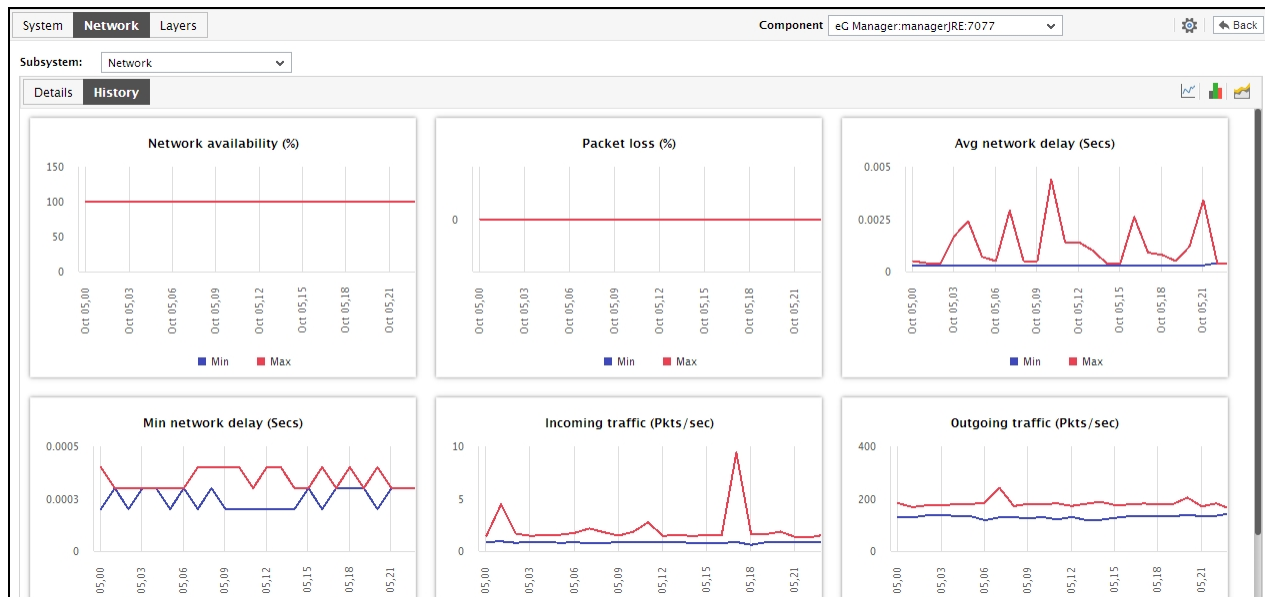 System Network Layers Component eG Manager:managerJRE:7077 Back
Subsystem: Network
Details History
Network availability (%)
150
100
50
0
Oct 05,00 Oct 05,03 Oct 05,06 Oct 05,09 Oct 05,12 Oct 05,15 Oct 05,18 Oct 05,21
Min Max
Packet loss (%)
0
Oct 05,00 Oct 05,03 Oct 05,06 Oct 05,09 Oct 05,12 Oct 05,15 Oct 05,18 Oct 05,21
Min Max
Avg network delay (Secs)
0.005
0.0025
0
Oct 05,00 Oct 05,03 Oct 05,06 Oct 05,09 Oct 05,12 Oct 05,15 Oct 05,18 Oct 05,21
Min Max
Min network delay (Secs)
0.0005
0.0003
0
05,00 05,03 05,06 05,09 05,12 05,15 05,18 05,21
Incoming traffic (Pkts/sec)
10
5
0
05,00 05,03 05,06 05,09 05,12 05,15 05,18 05,21
Outgoing traffic (Pkts/sec)
400
200
0
05,00 05,03 05,06 05,09 05,12 05,15 05,18 05,21